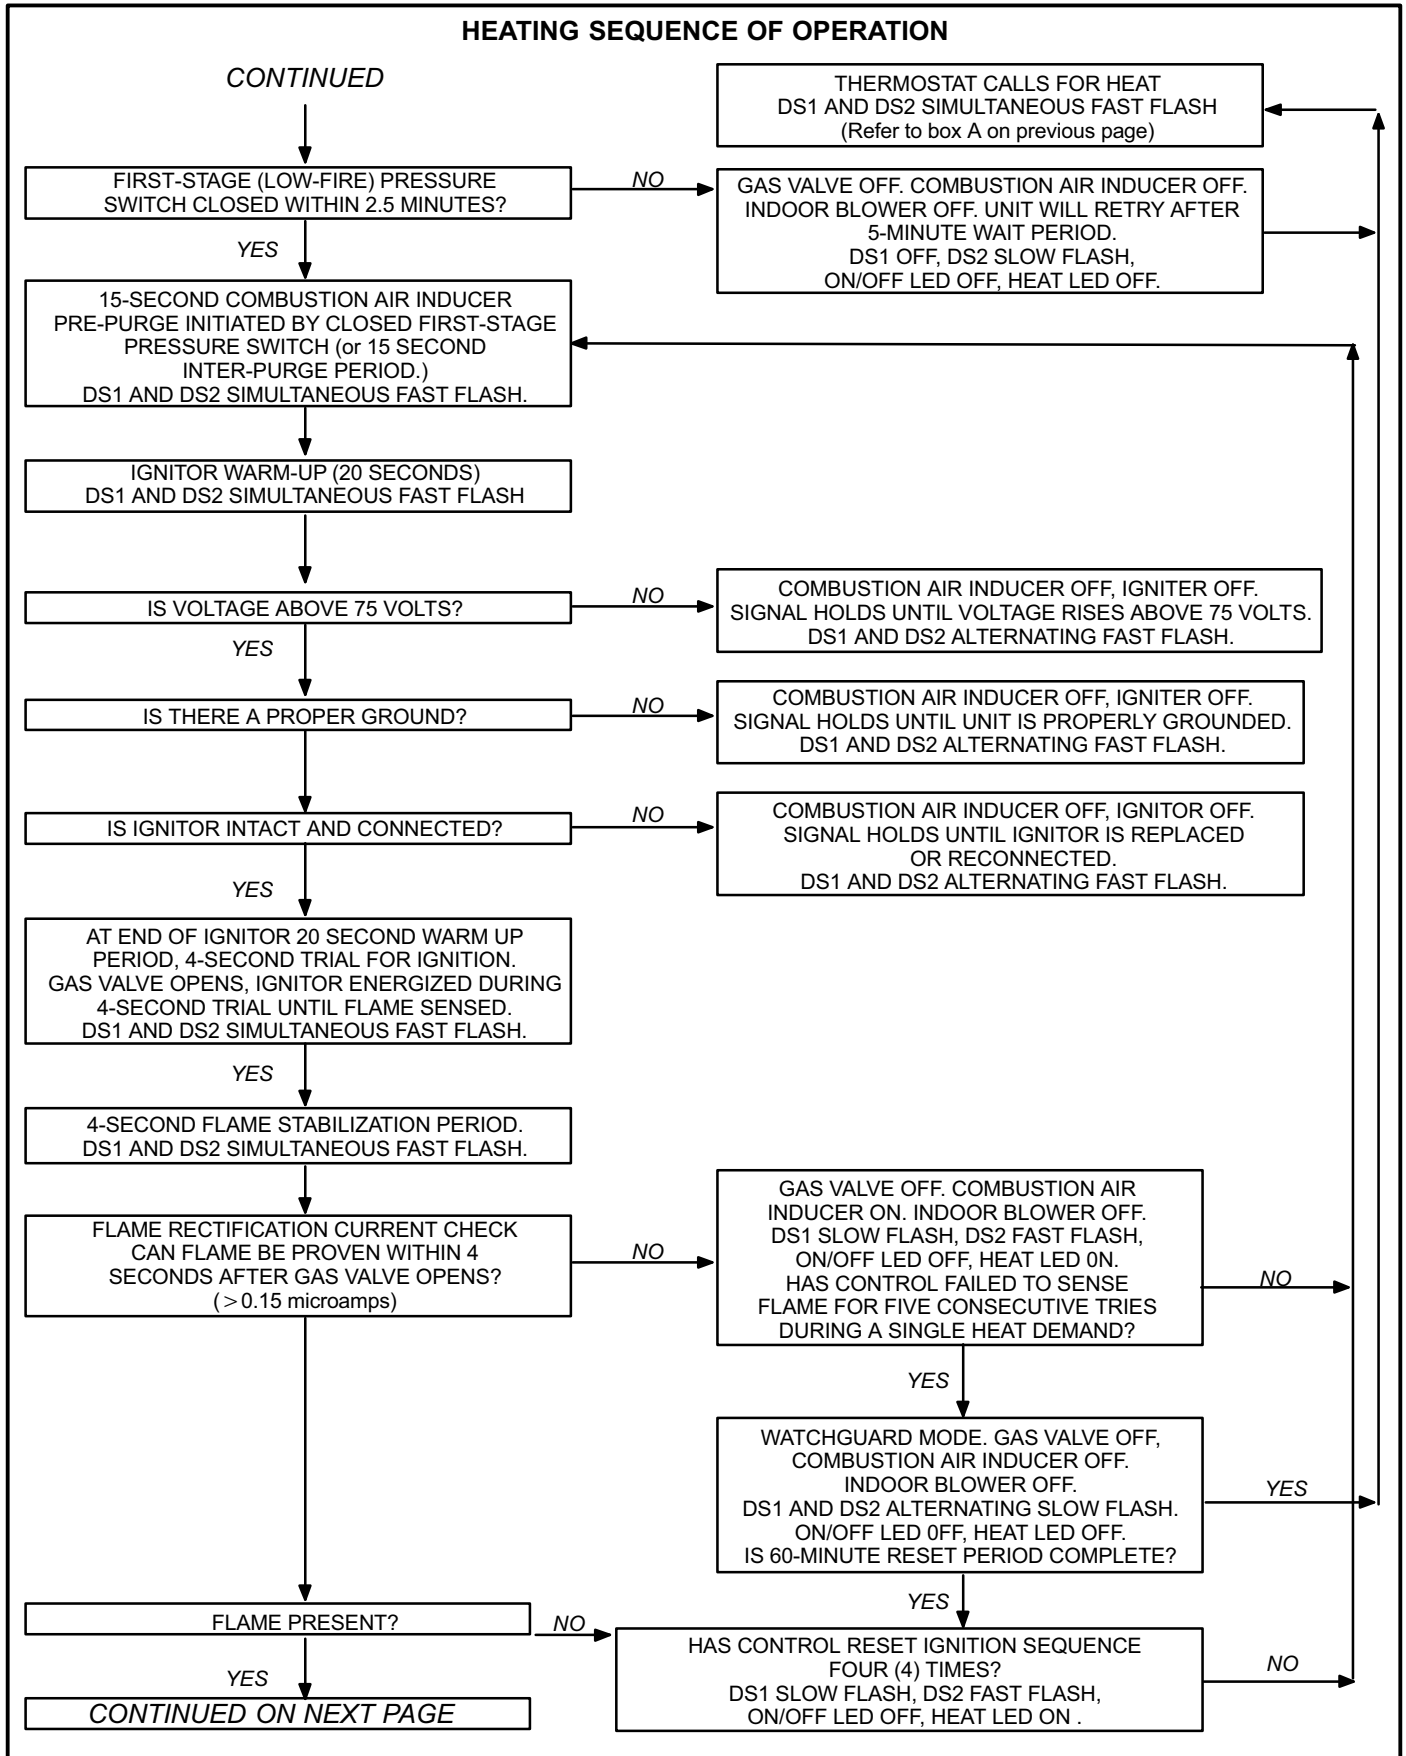 HEATING SEQUENCE OF OPERATION
CONTINUED
THERMOSTAT CALLS FOR HEAT
DS1 AND DS2 SIMULTANEOUS FAST FLASH
(Refer to box A on previous page)
FIRST-STAGE (LOW-FIRE) PRESSURE
SWITCH CLOSED WITHIN 2.5 MINUTES?
NO
GAS VALVE OFF. COMBUSTION AIR INDUCER OFF.
INDOOR BLOWER OFF. UNIT WILL RETRY AFTER
5-MINUTE WAIT PERIOD.
DS1 OFF, DS2 SLOW FLASH,
ON/OFF LED OFF, HEAT LED OFF.
YES
15-SECOND COMBUSTION AIR INDUCER
PRE-PURGE INITIATED BY CLOSED FIRST-STAGE
PRESSURE SWITCH (or 15 SECOND
INTER-PURGE PERIOD.)
DS1 AND DS2 SIMULTANEOUS FAST FLASH.
IGNITOR WARM-UP (20 SECONDS)
DS1 AND DS2 SIMULTANEOUS FAST FLASH
IS VOLTAGE ABOVE 75 VOLTS?
NO
COMBUSTION AIR INDUCER OFF, IGNITER OFF.
SIGNAL HOLDS UNTIL VOLTAGE RISES ABOVE 75 VOLTS.
DS1 AND DS2 ALTERNATING FAST FLASH.
YES
IS THERE A PROPER GROUND?
NO
COMBUSTION AIR INDUCER OFF, IGNITER OFF.
SIGNAL HOLDS UNTIL UNIT IS PROPERLY GROUNDED.
DS1 AND DS2 ALTERNATING FAST FLASH.
IS IGNITOR INTACT AND CONNECTED?
NO
COMBUSTION AIR INDUCER OFF, IGNITOR OFF.
SIGNAL HOLDS UNTIL IGNITOR IS REPLACED
OR RECONNECTED.
DS1 AND DS2 ALTERNATING FAST FLASH.
YES
AT END OF IGNITOR 20 SECOND WARM UP
PERIOD, 4-SECOND TRIAL FOR IGNITION.
GAS VALVE OPENS, IGNITOR ENERGIZED DURING
4-SECOND TRIAL UNTIL FLAME SENSED.
DS1 AND DS2 SIMULTANEOUS FAST FLASH.
YES
4-SECOND FLAME STABILIZATION PERIOD.
DS1 AND DS2 SIMULTANEOUS FAST FLASH.
FLAME RECTIFICATION CURRENT CHECK
CAN FLAME BE PROVEN WITHIN 4
SECONDS AFTER GAS VALVE OPENS?
(>0.15 microamps)
NO
GAS VALVE OFF. COMBUSTION AIR
INDUCER ON. INDOOR BLOWER OFF.
DS1 SLOW FLASH, DS2 FAST FLASH,
ON/OFF LED OFF, HEAT LED 0N.
HAS CONTROL FAILED TO SENSE
FLAME FOR FIVE CONSECUTIVE TRIES
DURING A SINGLE HEAT DEMAND?
NO
YES
WATCHGUARD MODE. GAS VALVE OFF,
COMBUSTION AIR INDUCER OFF.
INDOOR BLOWER OFF.
DS1 AND DS2 ALTERNATING SLOW FLASH.
ON/OFF LED 0FF, HEAT LED OFF.
IS 60-MINUTE RESET PERIOD COMPLETE?
YES
YES
FLAME PRESENT?
NO
HAS CONTROL RESET IGNITION SEQUENCE
FOUR (4) TIMES?
DS1 SLOW FLASH, DS2 FAST FLASH,
ON/OFF LED OFF, HEAT LED ON .
NO
YES
CONTINUED ON NEXT PAGE